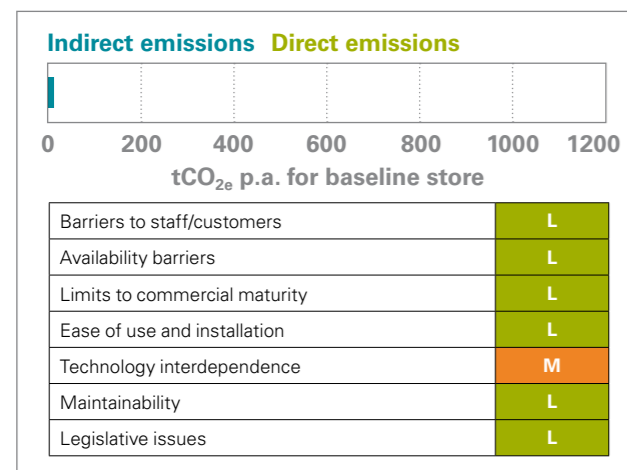 Indirect emissions Direct emissions
0 200 400 600 800 1000 1200
tCO2e p.a. for baseline store
Barriers to staff/customers L
Availability barriers L
Limits to commercial maturity L
Ease of use and installation L
Technology interdependence M
Maintainability L
Legislative issues L